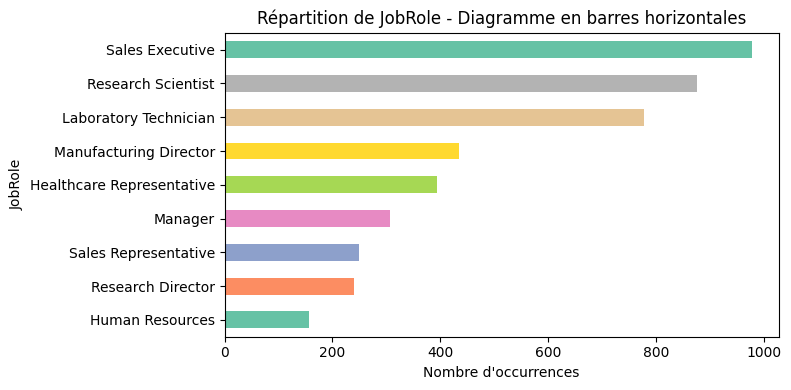 Répartition de JobRole - Diagramme en barres horizontales
Sales Executive
Research Scientist
Laboratory Technician
Manufacturing Director
Healthcare Representative
Manager
Sales Representative
Research Director
Human Resources
JobRole
0 200 400 600 800 1000
Nombre d'occurrences